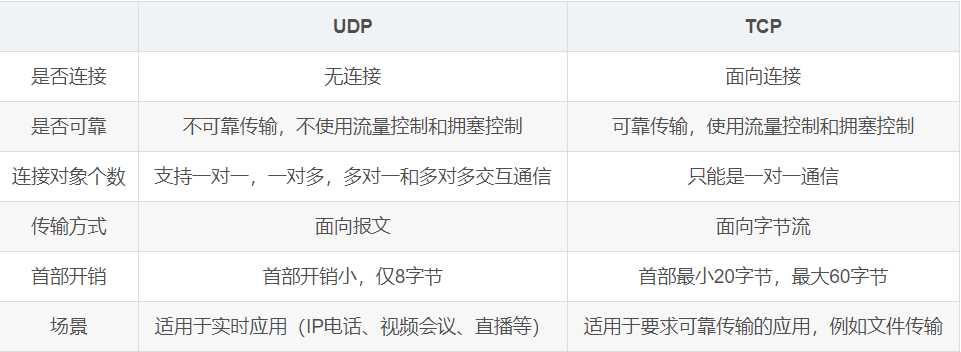 UDP TCP
是否连接 无连接 面向连接
是否可靠 不可靠传输，不使用流量控制和拥塞控制 可靠传输，使用流量控制和拥塞控制
连接对象个数 支持一对一，一对多，多对一和多对多交互通信 只能是一对一通信
传输方式 面向报文 面向字节流
首部开销 首部开销小，仅8字节 首部最小20字节，最大60字节
场景 适用于实时应用（IP电话、视频会议、直播等） 适用于要求可靠传输的应用，例如文件传输